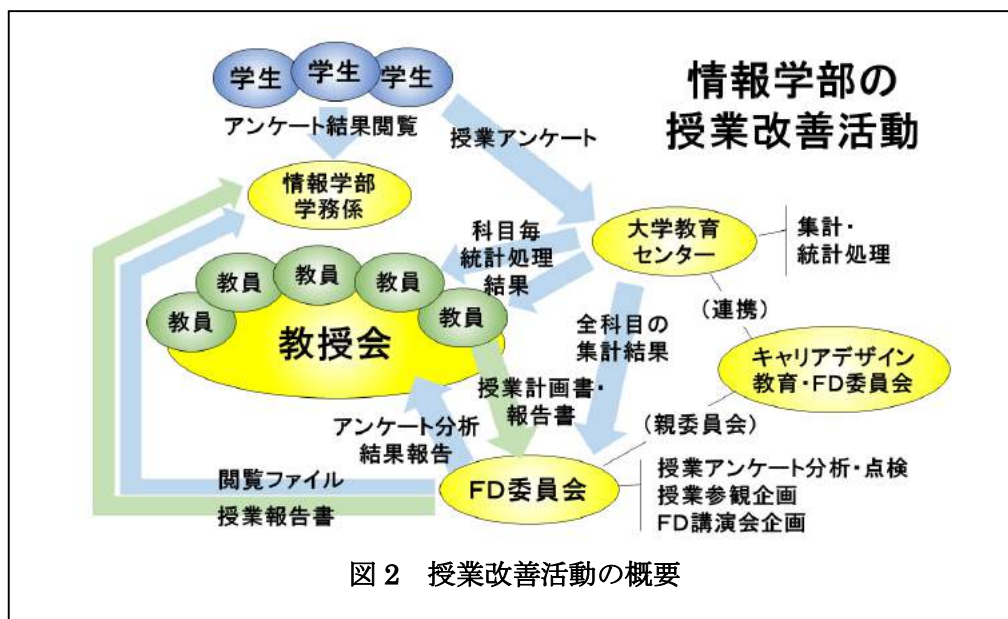 情報学部の
授業改善活動
学生
学生
学生
アンケート結果閲覧
授業アンケート
情報学部
学務係
科目毎
統計処理
結果
大学教育
センター
集計・
統計処理
教員
教員
教員
教員
教員
教授会
全科目の
集計結果
(連携)
キャリアデザイン
教育・FD委員会
授業計画書・
報告書
(親委員会)
アンケート分析
結果報告
閲覧ファイル
授業報告書
FD委員会
授業アンケート分析・点検
授業参観企画
FD講演会企画
図 2 授業改善活動の概要